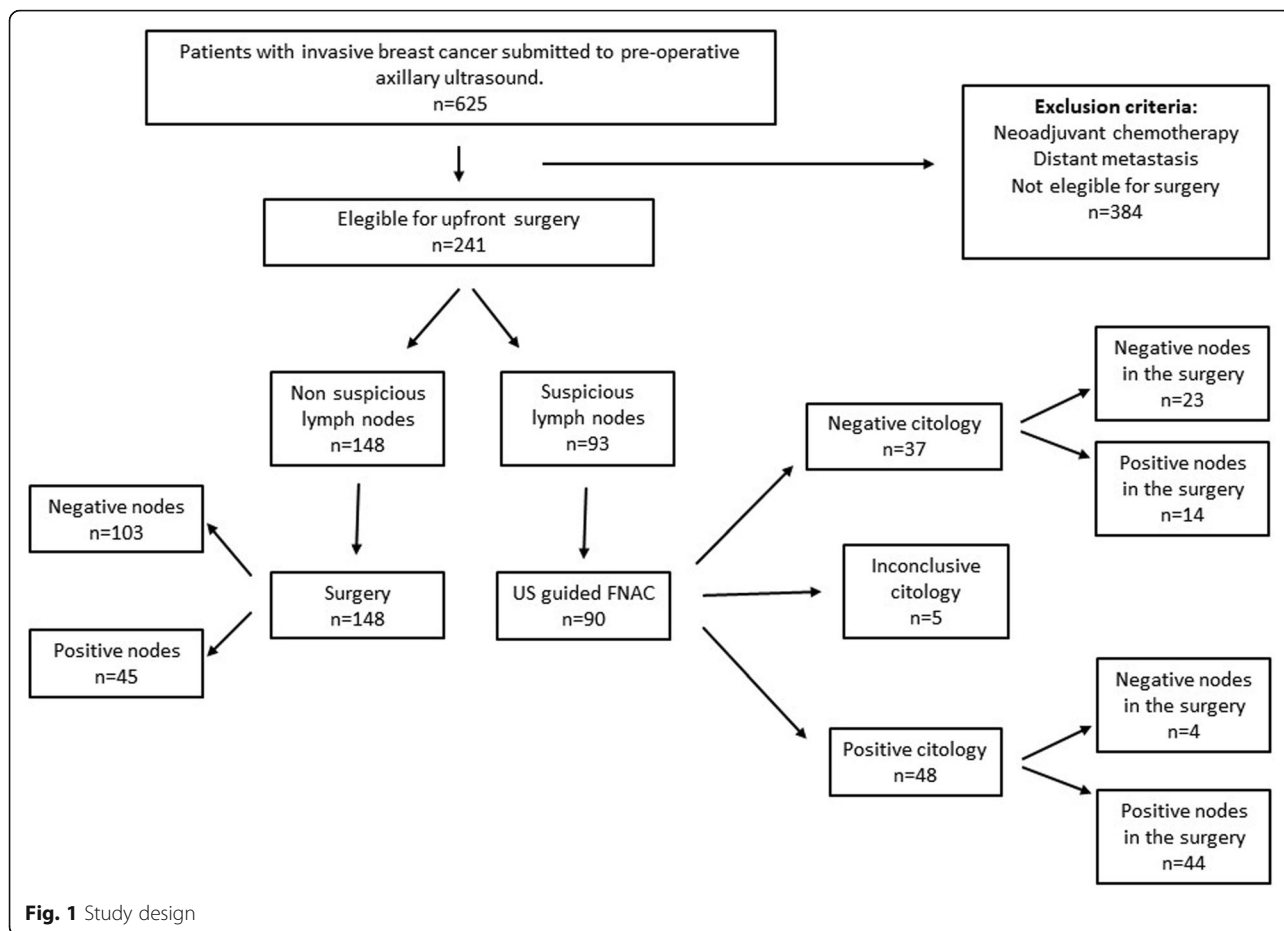 Patients with invasive breast cancer submitted to pre-operative
axillary ultrasound.
n=625
Exclusion criteria:
Neoadjuvant chemotherapy
Distant metastasis
Not elegible for surgery
n=384
Elegible for upfront surgery
n=241
Non suspicious
lymph nodes
n=148
Suspicious
lymph nodes
n=93
Negative nodes
n=103
Positive nodes
n=45
Surgery
n=148
US guided FNAC
n=90
Negative citology
n=37
Negative nodes
in the surgery
n=23
Positive nodes
in the surgery
n=14
Inconclusive
citology
n=5
Positive citology
n=48
Negative nodes
in the surgery
n=4
Positive nodes
in the surgery
n=44
Fig. 1 Study design